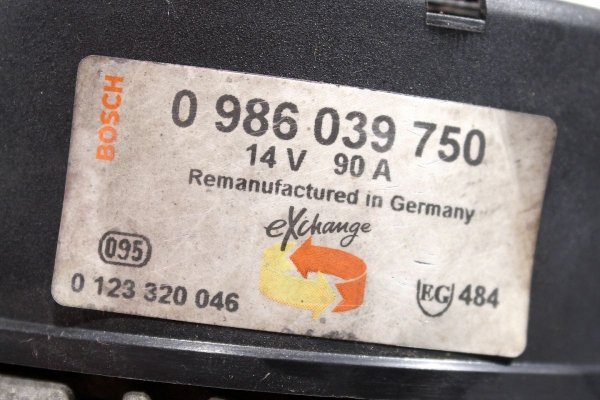 BOSCH
0 986 039 750
14 V 90 A
Remanufactured in Germany
eXchange
095
0 123 320 046
EG 484